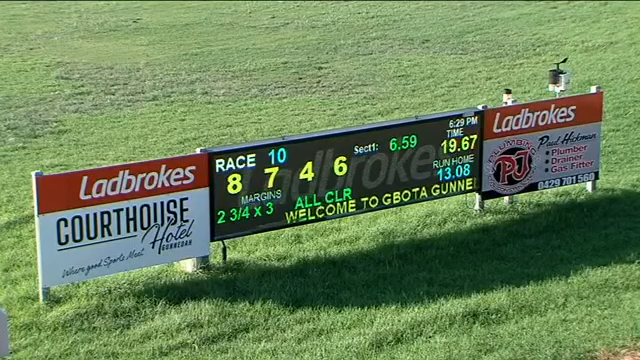 Ladbrokes
COURTHOUSE
Hotel
GUNNEDAH
Where good Sports Meet
RACE 10
8 7 4 6
MARGINS
2 3/4 x 3
ALL CLR
WELCOME TO GBOTA GUNNE
Sect1: 6.59
6:29 PM
TIME
19.67
RUN HOME
13.08
Ladbrokes
Ladbrokes
PLUMBING
PJ
Paul Hickman
• Plumber
• Drainer
• Gas Fitter
0429 701 560